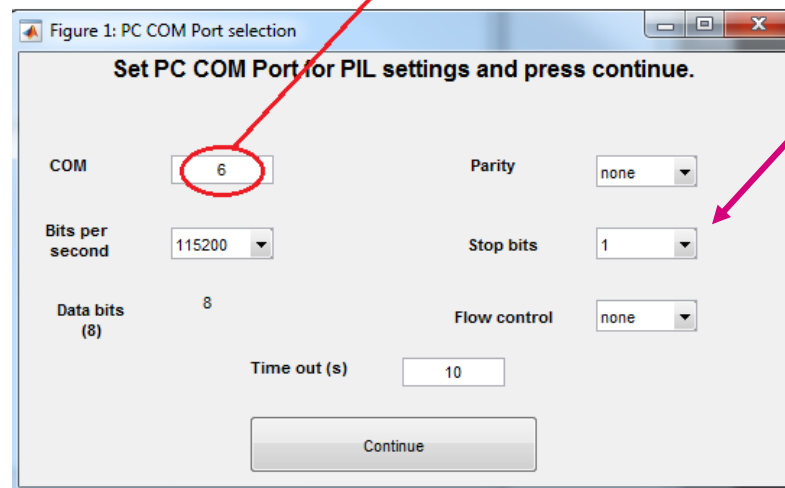 Figure 1: PC COM Port selection
Set PC COM Port for PIL settings and press continue.
COM 6 Parity none
Bits per second 115200 Stop bits 1
Data bits (8) 8 Flow control none
Time out (s) 10
Continue